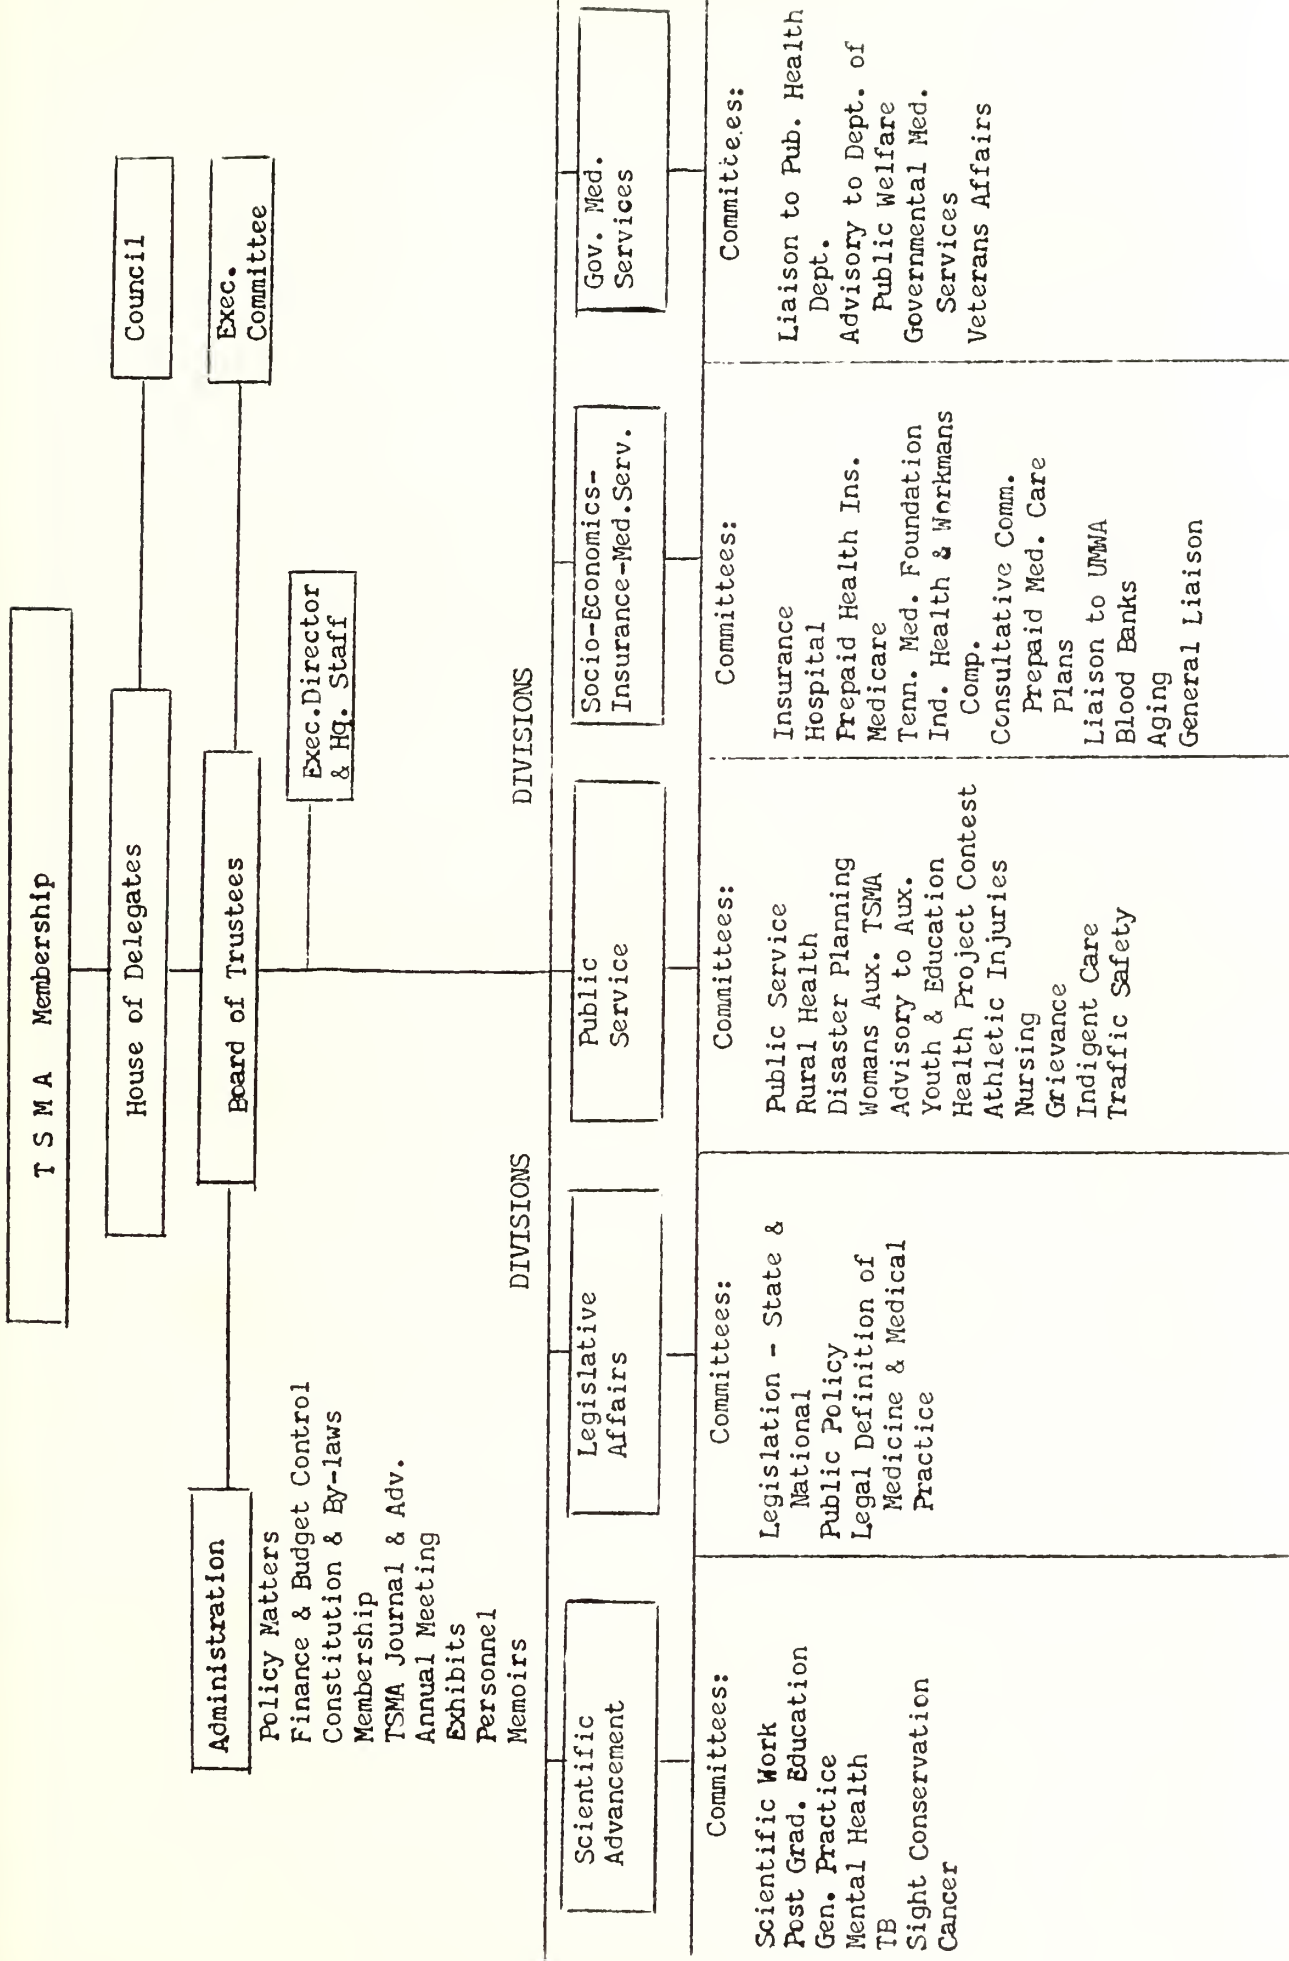 T S M A Membership
House of Delegates
Council
Board of Trustees
Exec.
Committee
Administration
Policy Matters
Finance & Budget Control
Constitution & By-laws
Membership
TSMA Journal & Adv.
Annual Meeting
Exhibits
Personnel
Memoirs
Exec.Director
& Hq. Staff
DIVISIONS
DIVISIONS
Scientific
Advancement
Committees:
Scientific Work
Post Grad. Education
Gen. Practice
Mental Health
TB
Sight Conservation
Cancer
Legislative
Affairs
Committees:
Legislation - State &
National
Public Policy
Legal Definition of
Medicine & Medical
Practice
Public
Service
Committees:
Public Service
Rural Health
Disaster Planning
Womans Aux. TSMA
Advisory to Aux.
Youth & Education
Health Project Contest
Athletic Injuries
Nursing
Grievance
Indigent Care
Traffic Safety
Socio-Economics-
Insurance-Med.Serv.
Committees:
Insurance
Hospital
Prepaid Health Ins.
Medicare
Tenn. Med. Foundation
Ind. Health & Workmans
Comp.
Consultative Comm.
Prepaid Med. Care
Plans
Liaison to UMWA
Blood Banks
Aging
General Liaison
Gov. Med.
Services
Committees:
Liaison to Pub. Health
Dept.
Advisory to Dept. of
Public Welfare
Governmental Med.
Services
Veterans Affairs